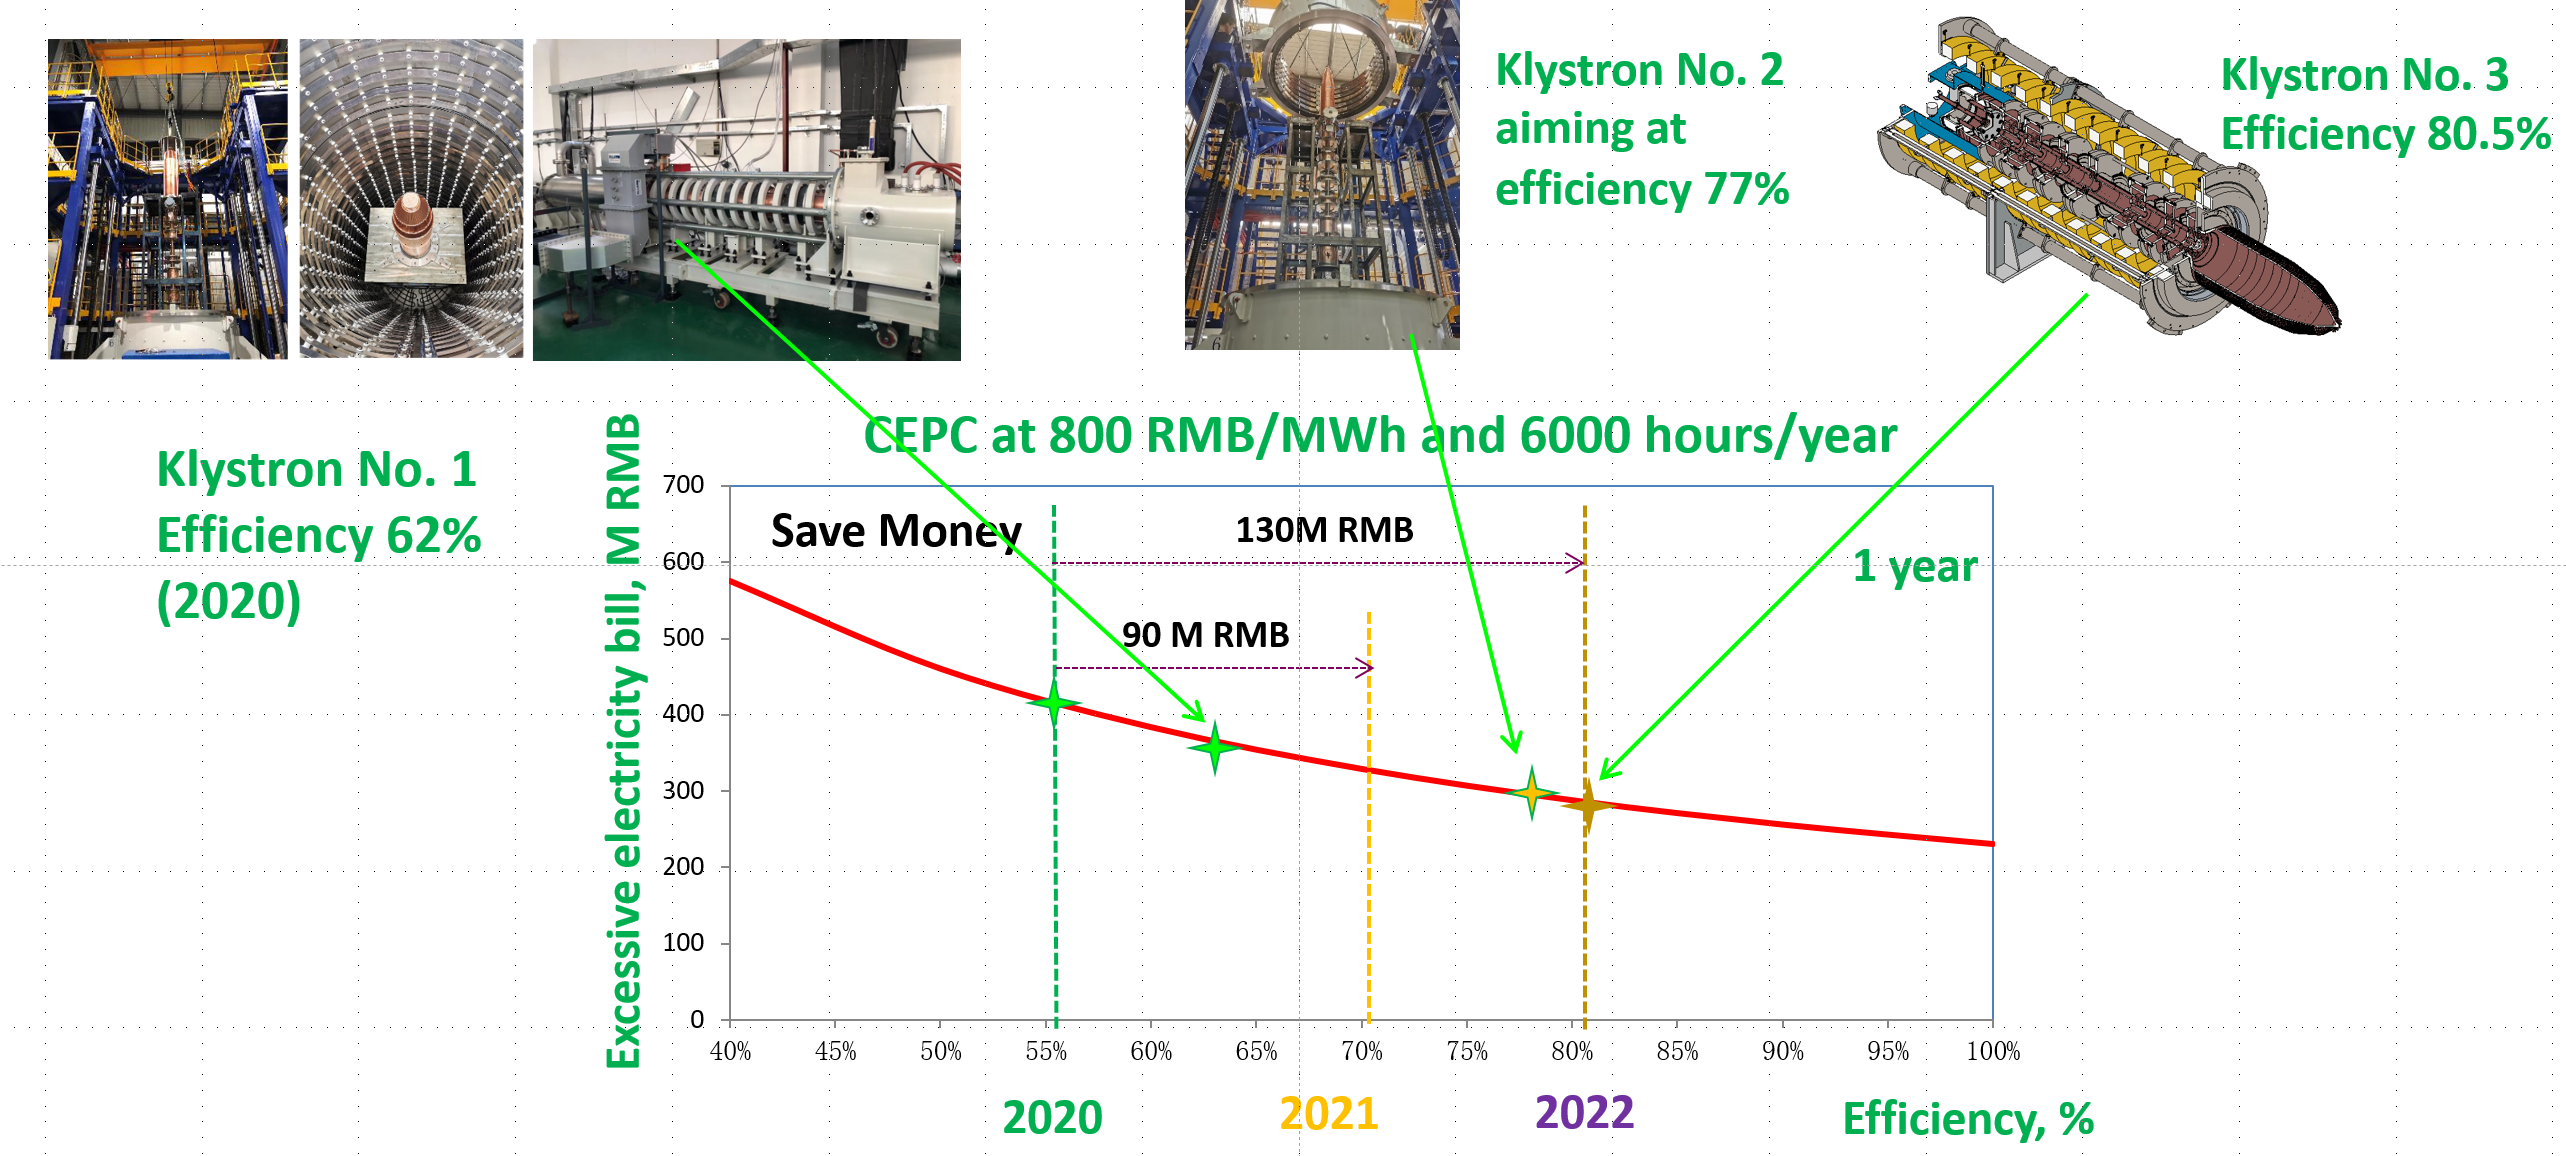 Klystron No. 2
aiming at
efficiency 77%
Klystron No. 3
Efficiency 80.5%
Klystron No. 1
Efficiency 62%
(2020)
CEPC at 800 RMB/MWh and 6000 hours/year
Excessive electricity bill, M RMB
700
600
500
400
300
200
100
0
Save Money
130M RMB
90 M RMB
1 year
40% 45% 50% 55% 60% 65% 70% 75% 80% 85% 90% 95% 100%
2020 2021 2022 Efficiency, %